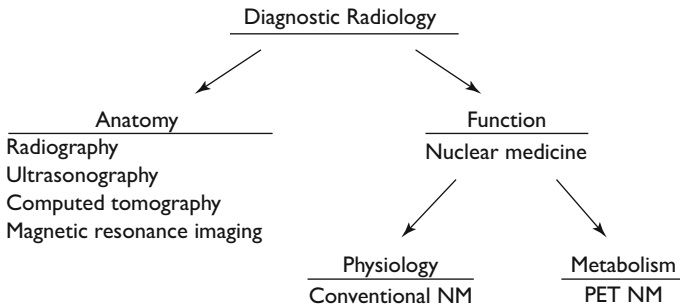 Diagnostic Radiology
Anatomy
Radiography
Ultrasonography
Computed tomography
Magnetic resonance imaging
Function
Nuclear medicine
Physiology
Conventional NM
Metabolism
PET NM